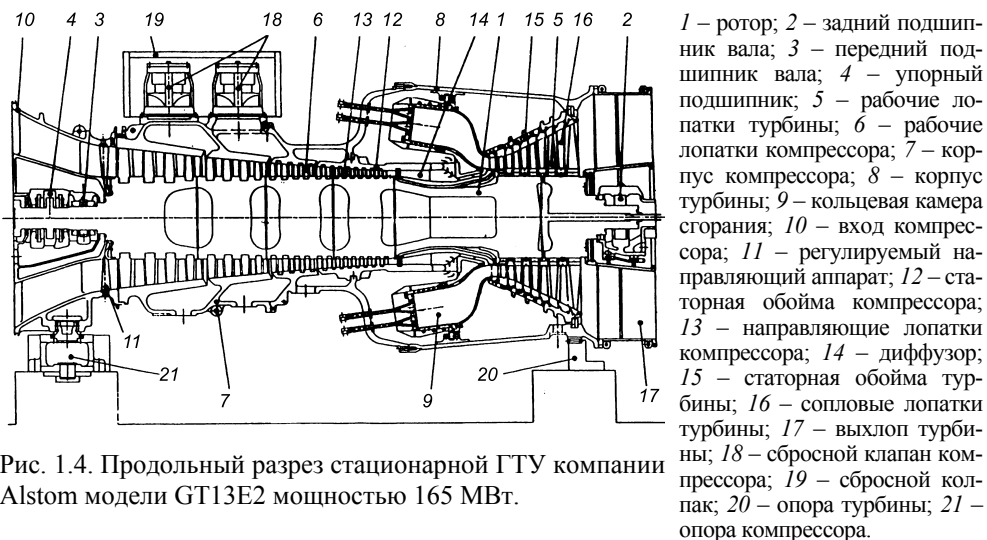 10 4 3 19 18 6 13 12 8 14 1 15 5 16 2
11
21
7
9
20
17
Рис. 1.4. Продольный разрез стационарной ГТУ компании
Alstom модели GT13E2 мощностью 165 МВт.
1 – ротор; 2 – задний подшип-
ник вала; 3 – передний под-
шипник вала; 4 – упорный
подшипник; 5 – рабочие ло-
патки турбины; 6 – рабочие
лопатки компрессора; 7 – кор-
пус компрессора; 8 – корпус
турбины; 9 – кольцевая камера
сгорания; 10 – вход компрес-
сора; 11 – регулируемый на-
правляющий аппарат; 12 – ста-
торная обойма компрессора;
13 – направляющие лопатки
компрессора; 14 – диффузор;
15 – статорная обойма тур-
бины; 16 – сопловые лопатки
турбины; 17 – выхлоп турби-
ны; 18 – сбросной клапан ком-
прессора; 19 – сбросной кол-
пак; 20 – опора турбины; 21 –
опора компрессора.